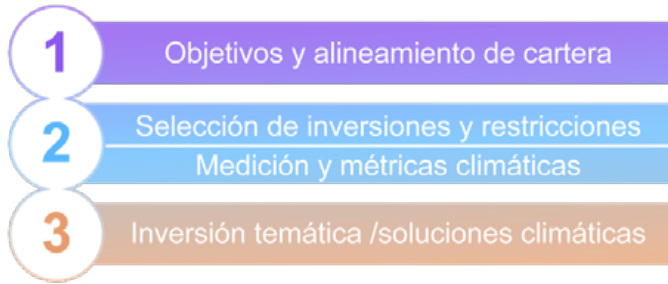 1
Objetivos y alineamiento de cartera
2
Selección de inversiones y restricciones
Medición y métricas climáticas
3
Inversión temática /soluciones climáticas